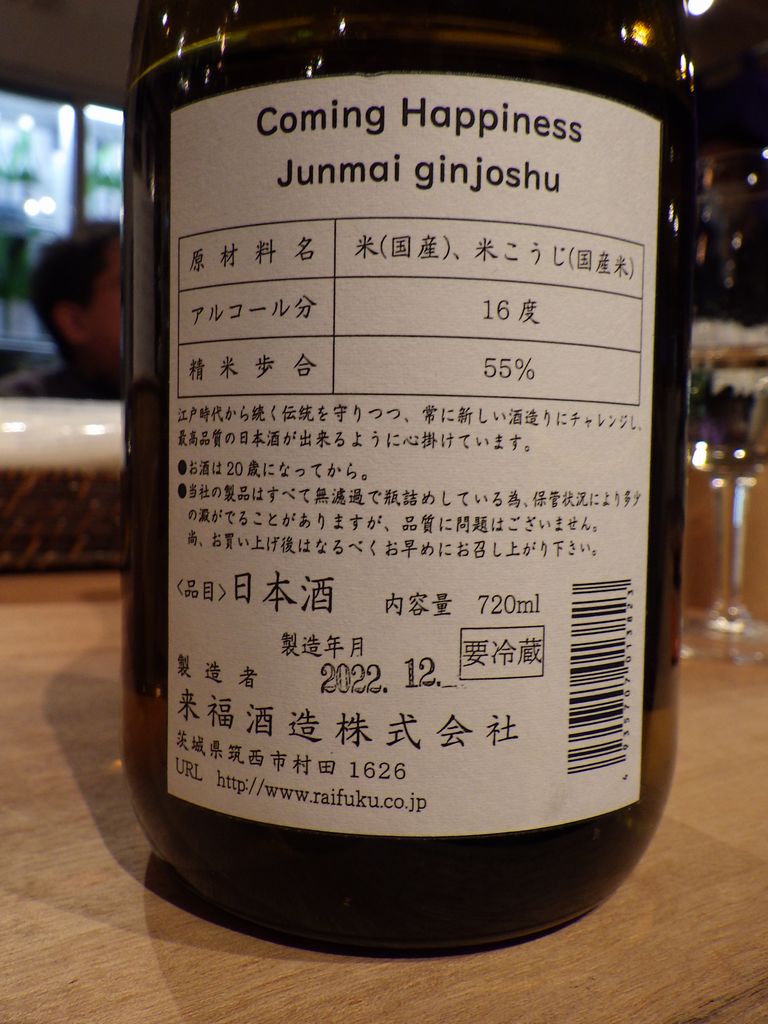 Coming Happiness
Junmai ginjoshu
原材料名 米(国産)、米こうじ(国産米)
アルコール分 16度
精米歩合 55%
江戸時代から続く伝統を守りつつ、常に新しい酒造りにチャレンジし、
最高品質の日本酒が出来るように心掛けています。
●お酒は20歳になってから。
●当社の製品はすべて無濾過で瓶詰めしている為、保管状況により多少
の澱がでることがありますが、品質に問題はございません。
尚、お買い上げ後はなるべくお早めにお召し上がり下さい。
〈品目〉日本酒 内容量 720ml
製造年月 要冷蔵
製造者 2022. 12.
来福酒造株式会社
茨城県筑西市村田1626
URL http://www.raifuku.co.jp
4935707013823